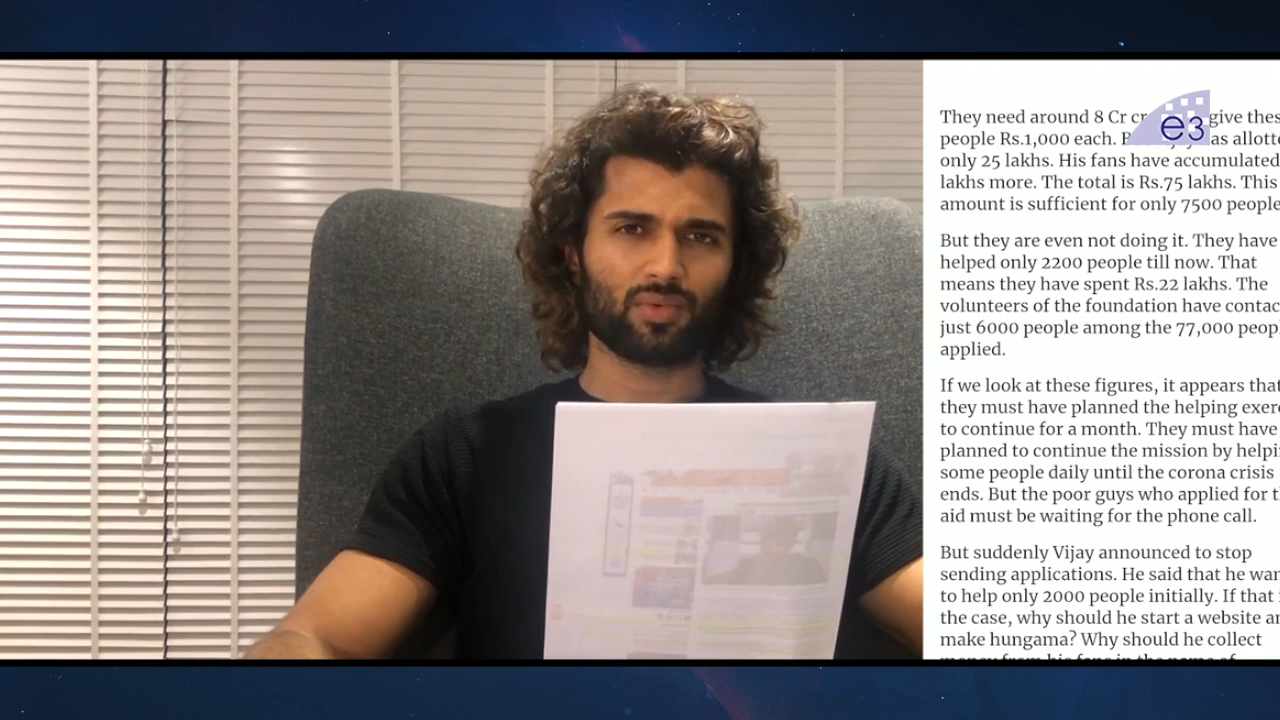 They need around 8 Cr give thes
people Rs.1,000 each. as allotte
only 25 lakhs. His fans have accumulated
lakhs more. The total is Rs.75 lakhs. This
amount is sufficient for only 7500 people
But they are even not doing it. They have
helped only 2200 people till now. That
means they have spent Rs.22 lakhs. The
volunteers of the foundation have contac
just 6000 people among the 77,000 peop
applied.
If we look at these figures, it appears that
they must have planned the helping exerc
to continue for a month. They must have
planned to continue the mission by helpi
some people daily until the corona crisis
ends. But the poor guys who applied for t
aid must be waiting for the phone call.
But suddenly Vijay announced to stop
sending applications. He said that he wan
to help only 2000 people initially. If that i
the case, why should he start a website an
make hungama? Why should he collect
e3